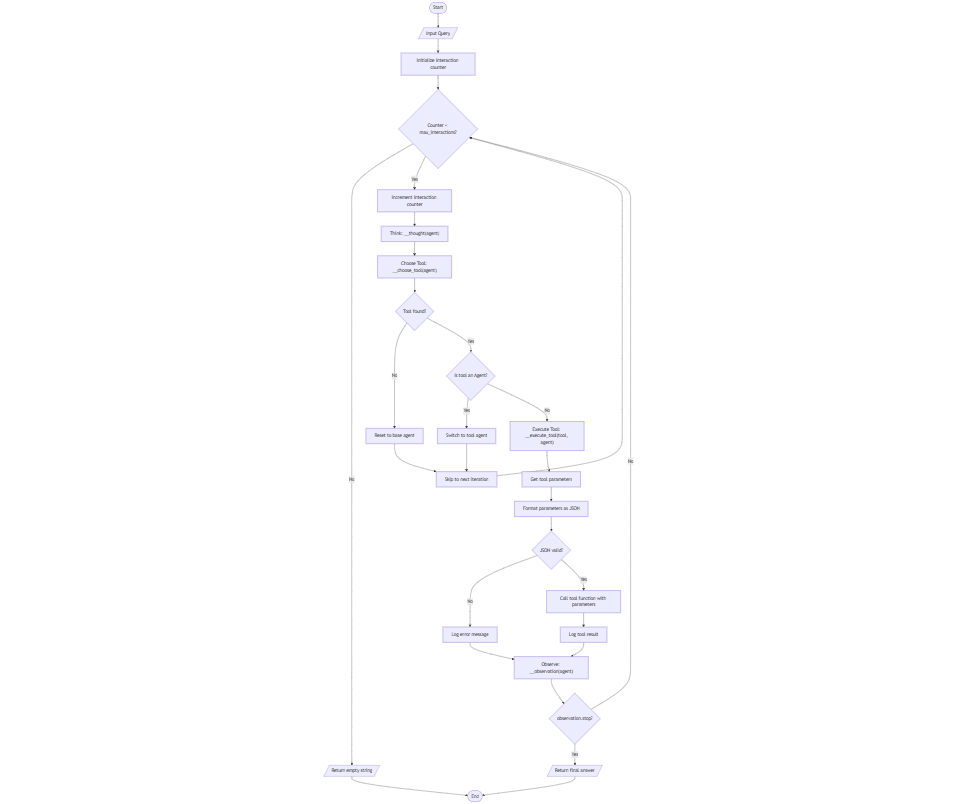 Start
Input Query
Initialize interaction
counter
Counter <
max_interactions?
Yes
Increment interaction
counter
Think: __thought(agent)
Choose Tool:
__choose_tool(agent)
Tool found?
Yes
No
Is tool an Agent?
Yes
No
Reset to base agent
Switch to tool agent
Execute Tool:
__execute_tool(tool,
agent)
No
No
Skip to next iteration
Get tool parameters
Format parameters as JSON
JSON valid?
Yes
No
Call tool function with
parameters
Log error message
Log tool result
Observe:
__observation(agent)
observation.stop?
Yes
Return empty string
Return final answer
End